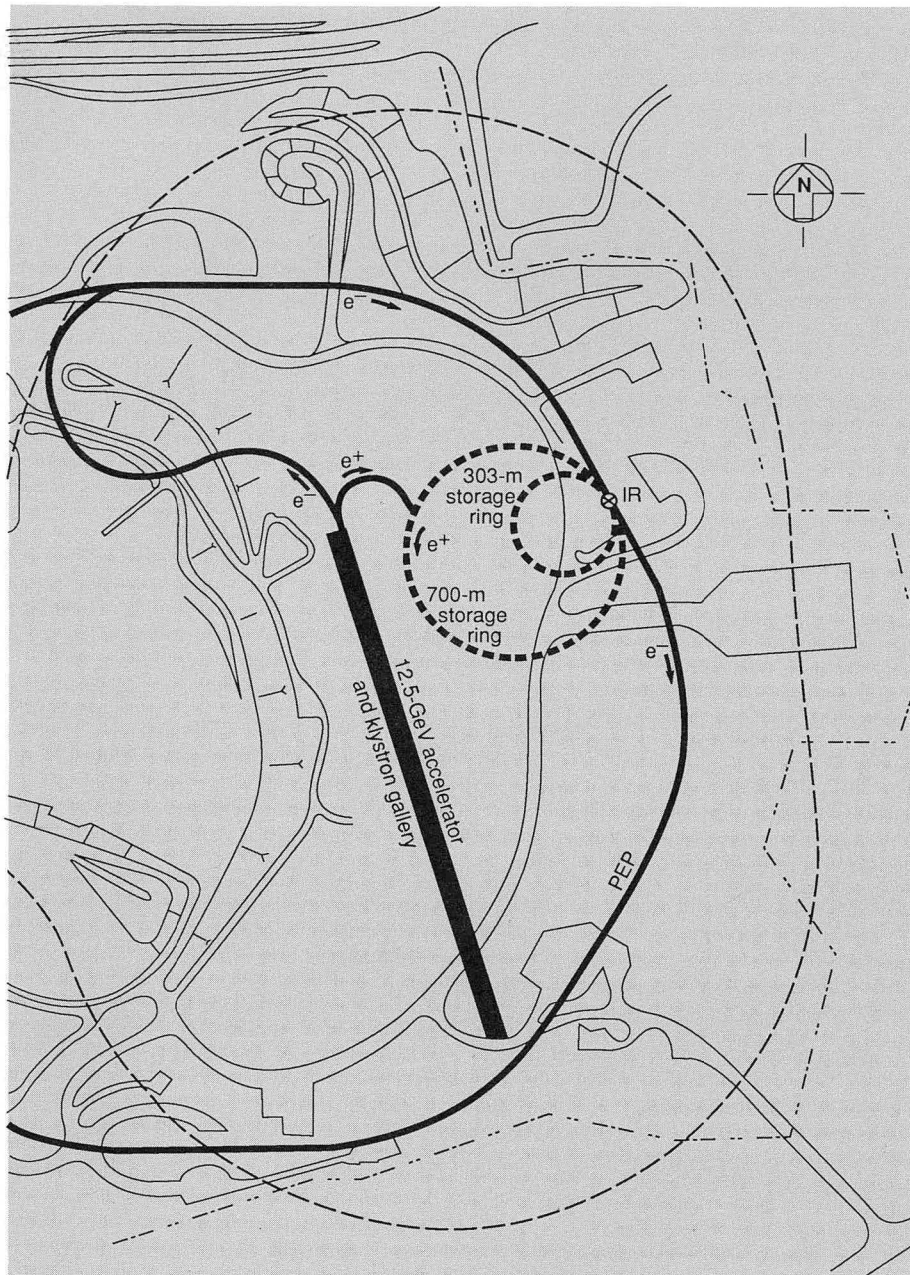 N
e⁻
e⁺
303-m
storage
ring
IR
e⁻
e⁺
700-m
storage
ring
e⁻
12.5-GeV accelerator
and klystron gallery
PEP